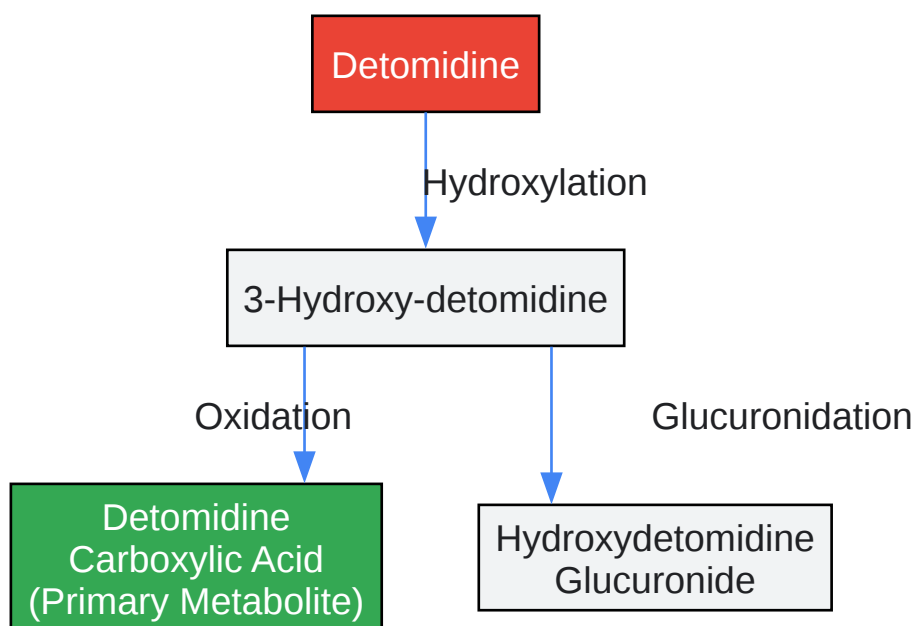 Detomidine
Hydroxylation
3-Hydroxy-detomidine
Oxidation
Glucuronidation
Detomidine
Carboxylic Acid
(Primary Metabolite)
Hydroxydetomidine
Glucuronide